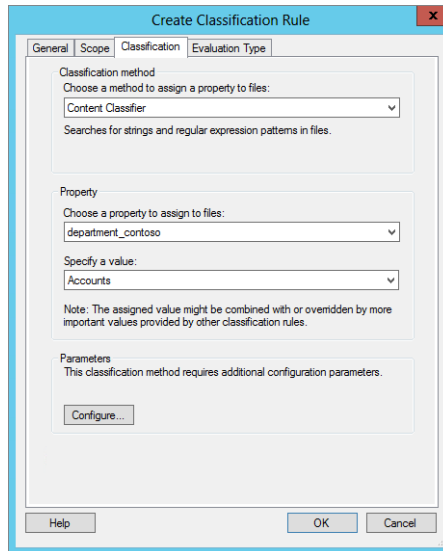 Create Classification Rule
x
General Scope Classification Evaluation Type
Classification method
Choose a method to assign a property to files:
Content Classifier
Searches for strings and regular expression patterns in files.
Property
Choose a property to assign to files:
department_contoso
Specify a value:
Accounts
Note: The assigned value might be combined with or overridden by more
important values provided by other classification rules.
Parameters
This classification method requires additional configuration parameters.
Configure...
Help OK Cancel